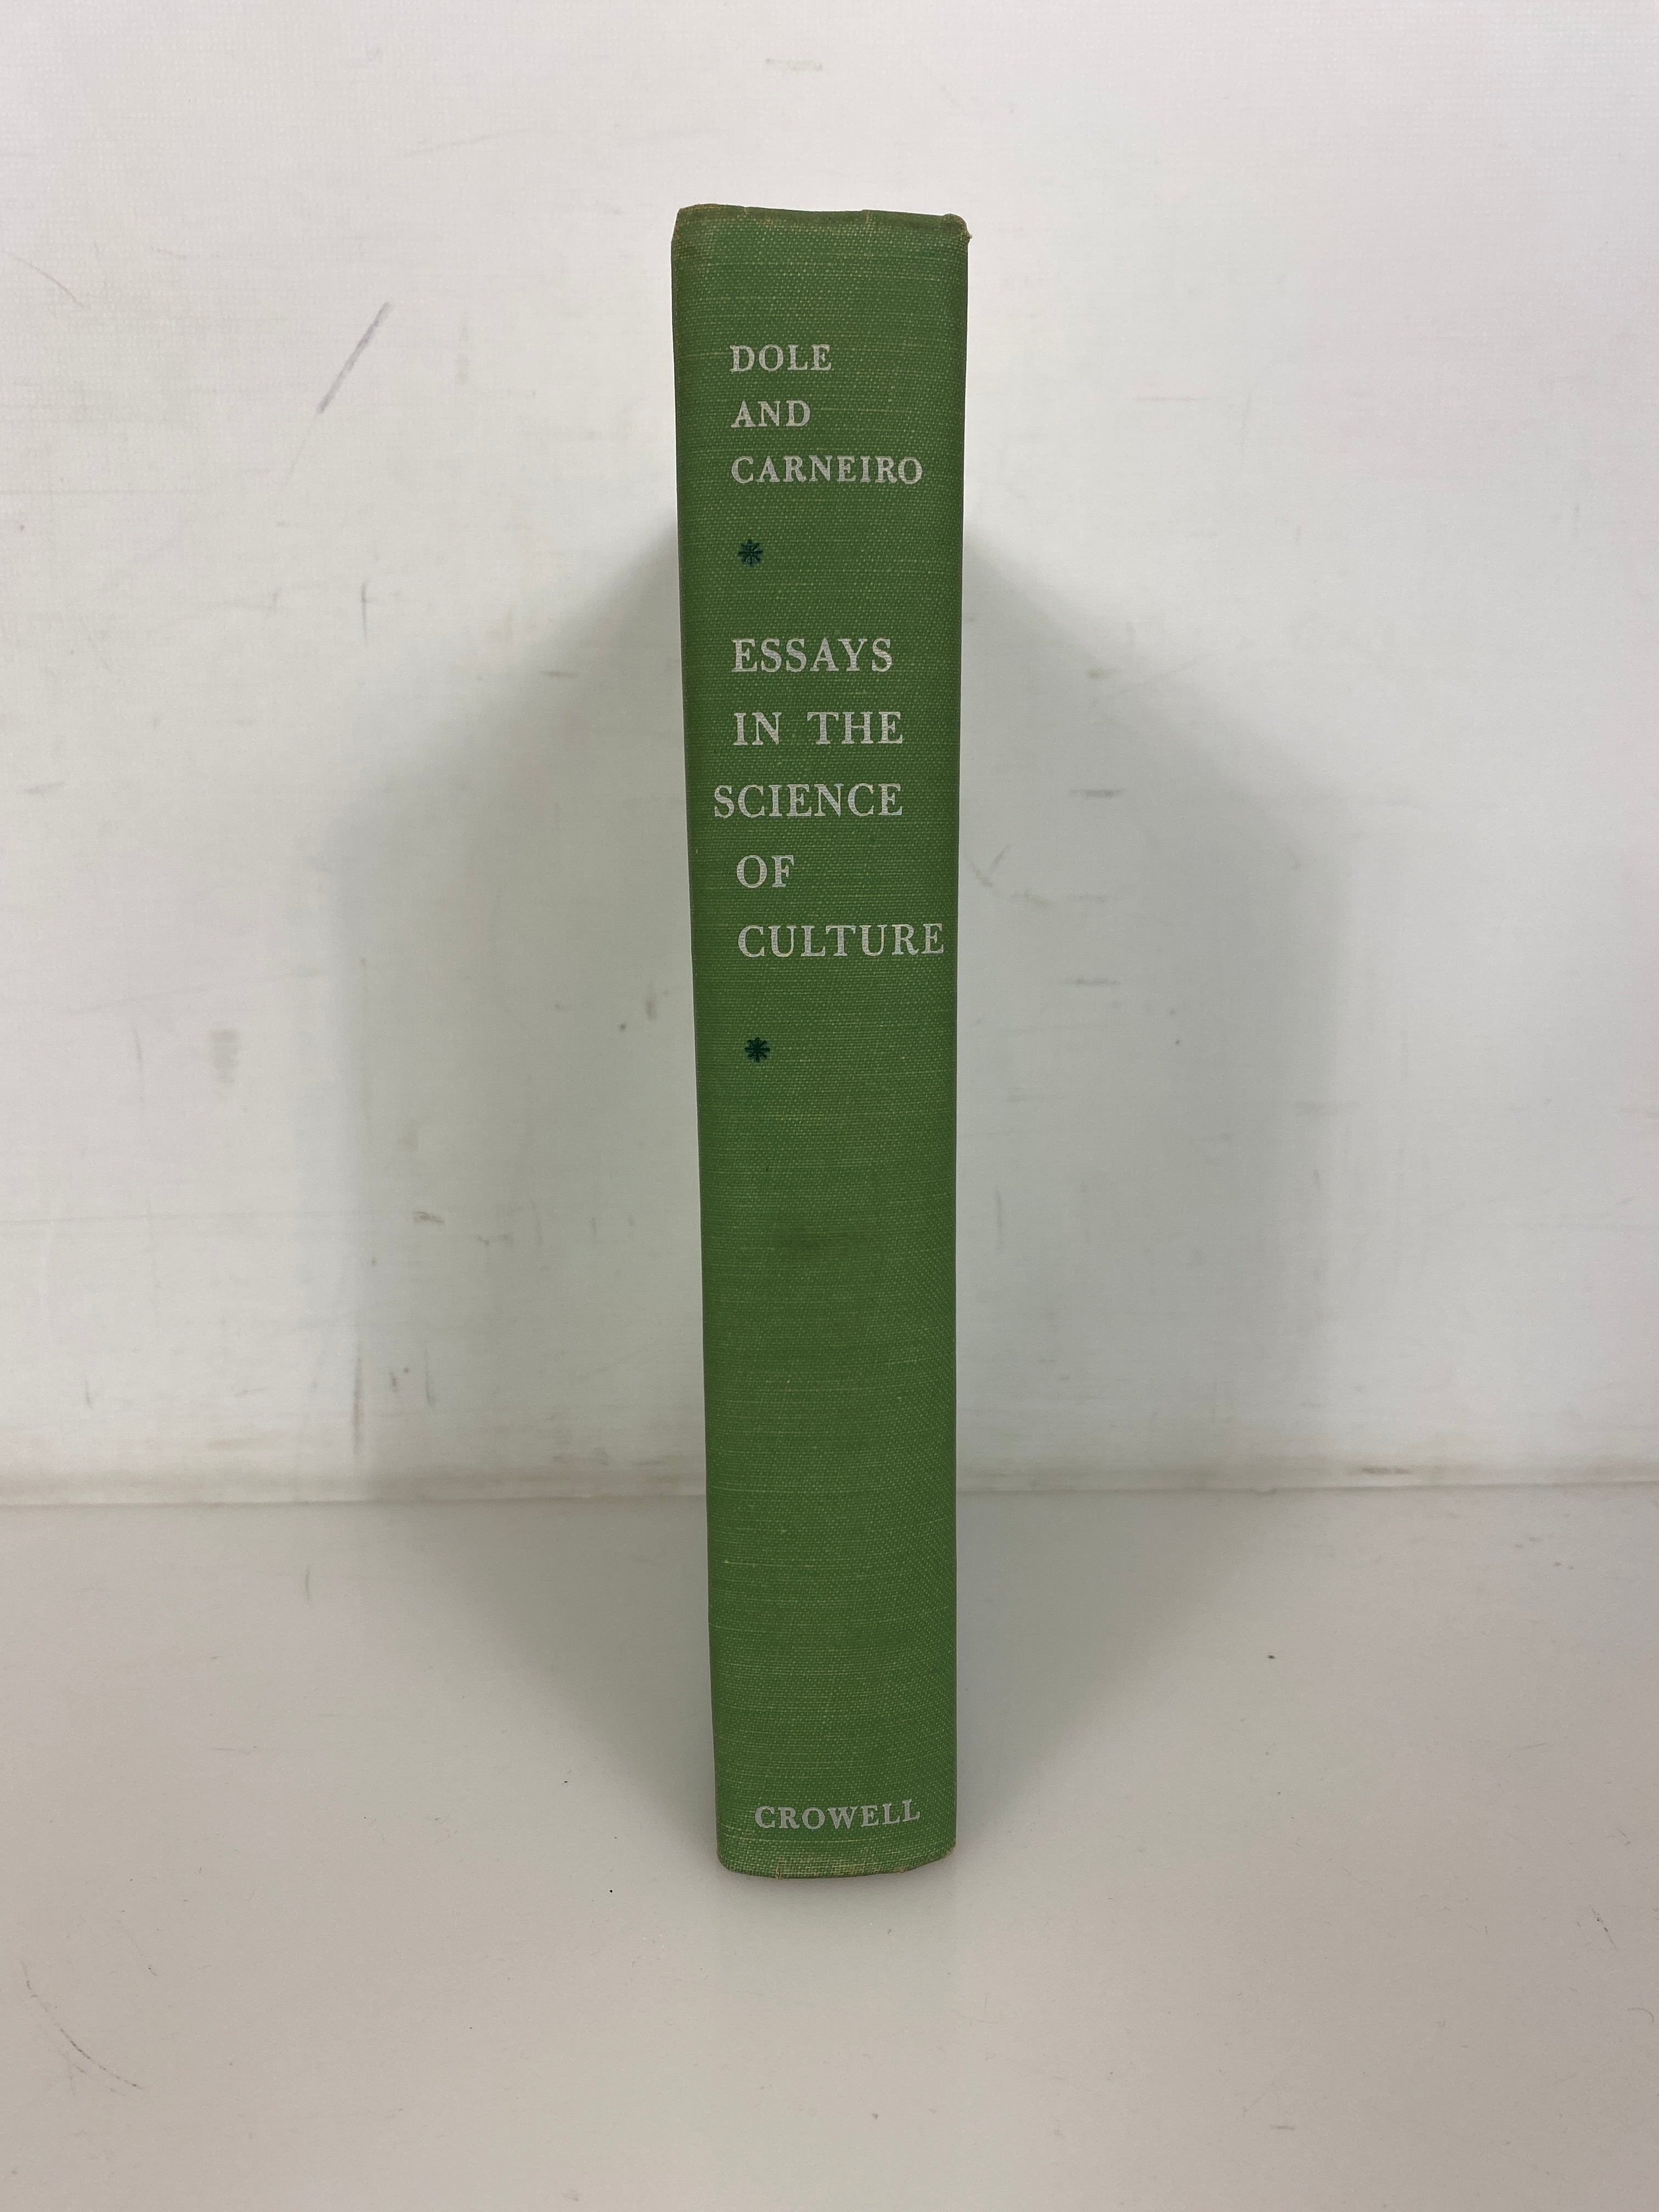 DOLE
AND
CARNEIRO
*
ESSAYS
IN THE
SCIENCE
OF
CULTURE
*
CROWELL